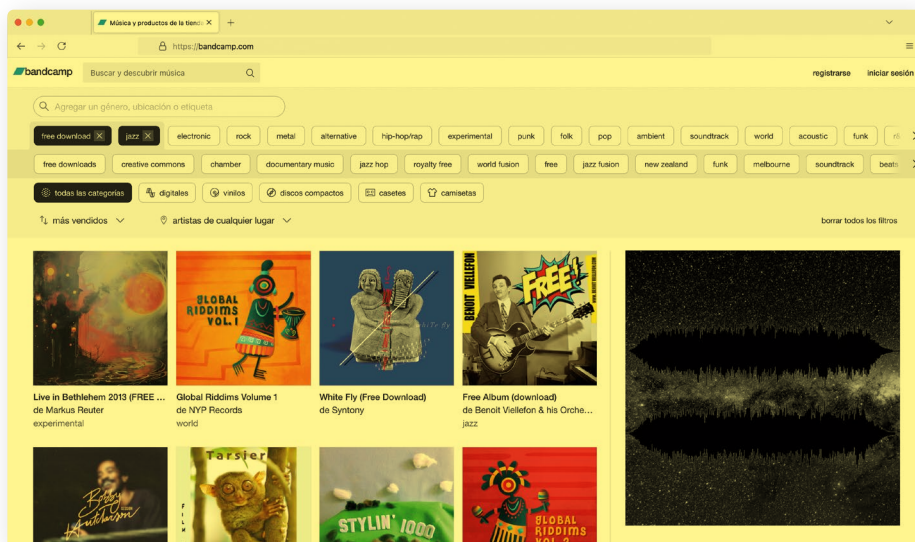 Música y productos de la tienda
https://bandcamp.com
bandcamp
Buscar y descubrir música
registrarse iniciar sesión
Agregar un género, ubicación o etiqueta
free download jazz electronic rock metal alternative hip-hop/rap experimental punk folk pop ambient soundtrack world acoustic funk
free downloads creative commons chamber documentary music jazz hop royalty free world fusion free jazz fusion new zealand funk melbourne soundtrack beats
todas las categorías digitales vinilos discos compactos casetes camisetas
más vendidos artistas de cualquier lugar borrar todos los filtros
GLOBAL
RIDDIMS
VOL.1
White Fly
BENOIT VIELLEFON
FREE!
Live in Bethlehem 2013 (FREE ...
de Markus Reuter
experimental
Global Riddims Volume 1
de NYP Records
world
White Fly (Free Download)
de Syntony
Free Album (download)
de Benoit Viellefon & his Orche...
jazz
Bobby
Hutcherson
Tarsier
FILM
STYLIN' 1000
GLOBAL
RIDDIMS
VOL.2